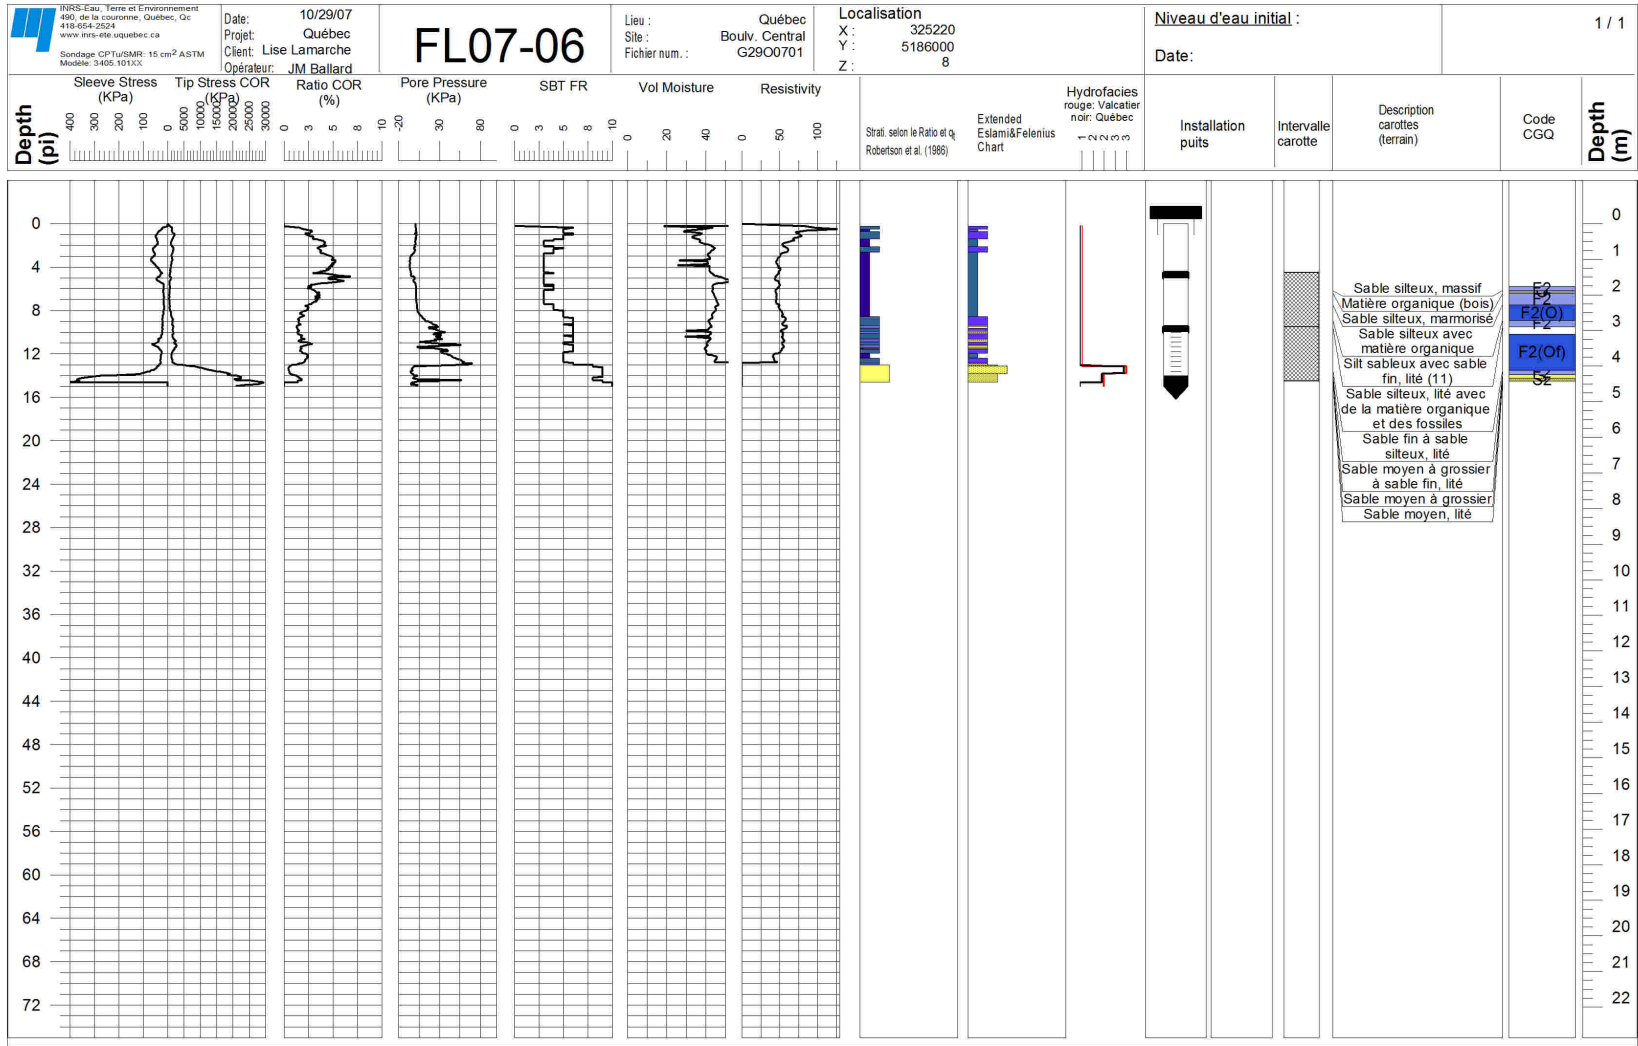 INRS-Eau, Terre et Environnement
490, de la couronne, Québec, Qc
418-654-2524
www.inrs-ete.uquebec.ca
Sondage CPTu/SMR: 15 cm² ASTM
Modèle: 3405.101XX
Date: 10/29/07
Projet: Québec
Client: Lise Lamarche
Opérateur: JM Ballard
FL07-06
Lieu : Québec
Site : Boulv. Central
Fichier num. : G29O0701
Localisation
X : 325220
Y : 5186000
Z : 8
Niveau d'eau initial :
Date:
1 / 1
Depth (pi)
Sleeve Stress (KPa)
400 300 200 100 0
Tip Stress COR (KPa)
5000 10000 15000 20000 25000 30000
Ratio COR (%)
0 3 5 8 10
Pore Pressure (KPa)
-20 30 80
SBT FR
0 3 5 8 10
Vol Moisture
0 20 40
Resistivity
0 50 100
Strati. selon le Ratio et qt
Robertson et al. (1986)
Extended
Eslami&Felenius
Chart
Hydrofacies
rouge: Valcatier
noir: Québec
1 2 2 3 3
Installation
puits
Intervalle
carotte
Description
carottes
(terrain)
Code
CGQ
Depth (m)
0
4
8
12
16
20
24
28
32
36
40
44
48
52
56
60
64
68
72
Sable silteux, massif
Matière organique (bois)
Sable silteux, marmorisé
Sable silteux avec
matière organique
Silt sableux avec sable
fin, lité (11)
Sable silteux, lité avec
de la matière organique
et des fossiles
Sable fin à sable
silteux, lité
Sable moyen à grossier
à sable fin, lité
Sable moyen à grossier
Sable moyen, lité
F2
F2(O)
F2
F2(Of)
S2
0
1
2
3
4
5
6
7
8
9
10
11
12
13
14
15
16
17
18
19
20
21
22